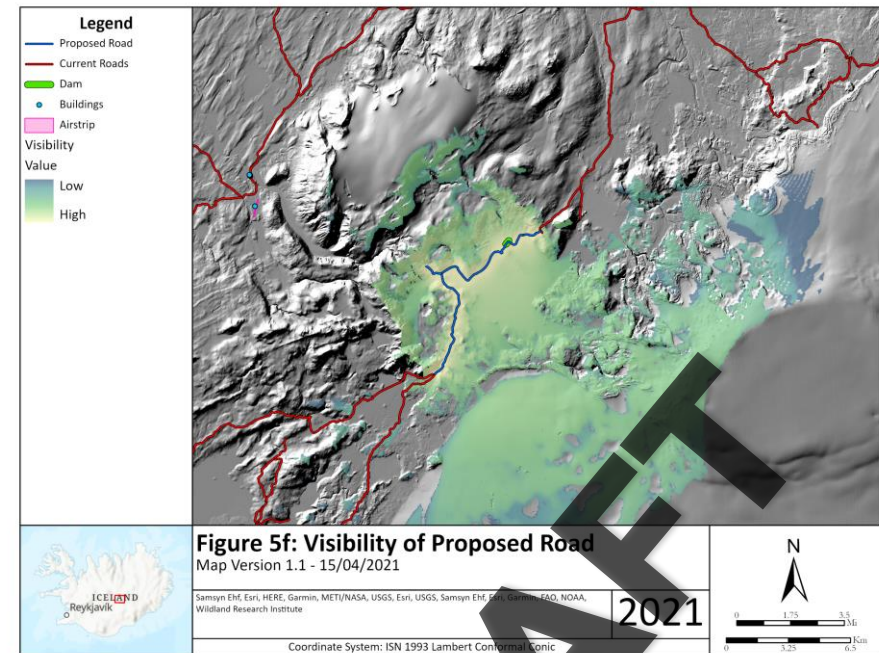 Legend
Proposed Road
Current Roads
Dam
Buildings
Airstrip
Visibility
Value
Low
High
ICELAND
Reykjavík
Figure 5f: Visibility of Proposed Road
Map Version 1.1 - 15/04/2021
Samsyn Ehf, Esri, HERE, Garmin, METI/NASA, USGS, Esri, USGS, Samsyn Ehf, Esri, Garmin, FAO, NOAA,
Wildland Research Institute
2021
Coordinate System: ISN 1993 Lambert Conformal Conic
N
0 1.75 3.5
Mi
Km
0 3.25 6.5
AFT